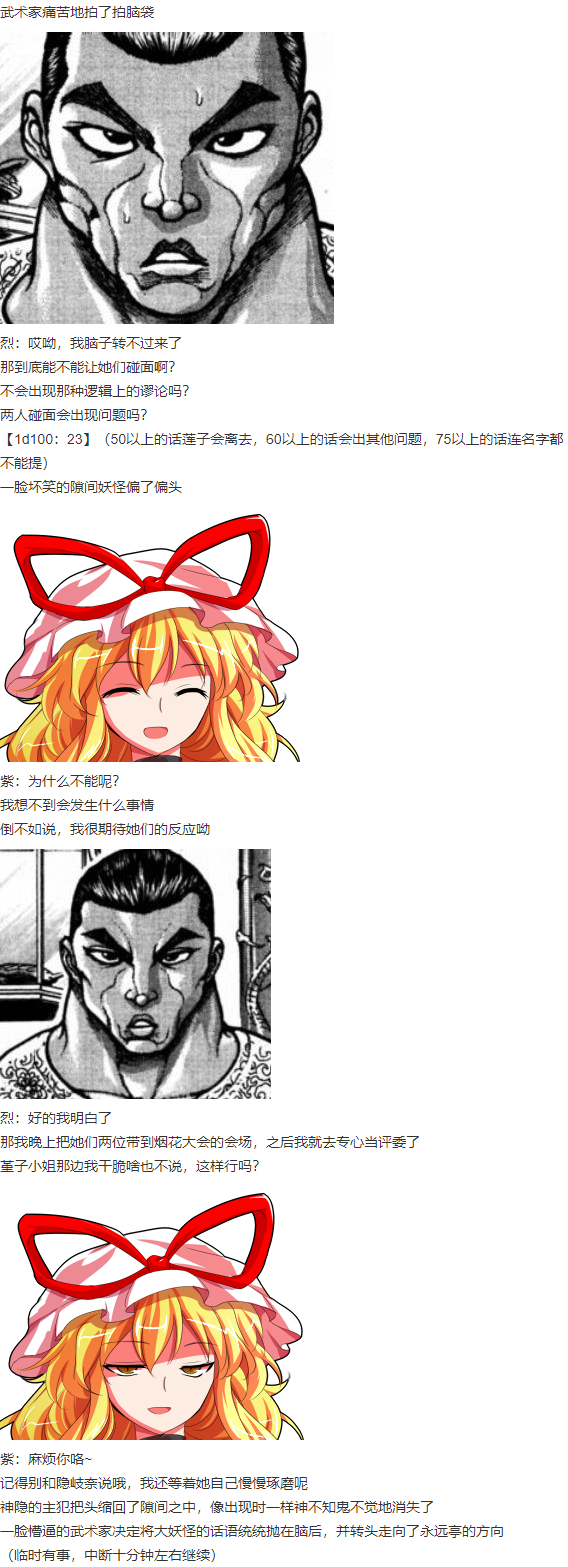 武术家痛苦地拍了拍脑袋
烈：哎呦，我脑子转不过来了
那到底能不能让她们碰面啊？
不会出现那种逻辑上的谬论吗？
两人碰面会出现问题吗？
【1d100：23】（50以上的话莲子会离去，60以上的话会出其他问题，75以上的话连名字都
不能提）
一脸坏笑的隙间妖怪偏了偏头
紫：为什么不能呢？
我想不到会发生什么事情
倒不如说，我很期待她们的反应呦
烈：好的我明白了
那我晚上把她们两位带到烟花大会的会场，之后我就去专心当评委了
堇子小姐那边我干脆啥也不说，这样行吗？
紫：麻烦你咯~
记得别和隐岐奈说哦，我还等着她自己慢慢琢磨呢
神隐的主犯把头缩回了隙间之中，像出现时一样神不知鬼不觉地消失了
一脸懵逼的武术家决定将大妖怪的话语统统抛在脑后，并转头走向了永远亭的方向
（临时有事，中断十分钟左右继续）